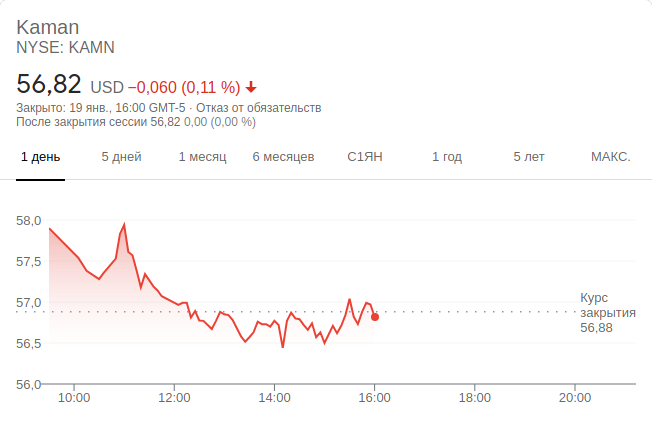 Kaman
NYSE: KAMN
56,82 USD −0,060 (0,11 %)
Закрыто: 19 янв., 16:00 GMT-5 · Отказ от обязательств
После закрытия сессии 56,82 0,00 (0,00 %)
1 день 5 дней 1 месяц 6 месяцев С1ЯН 1 год 5 лет МАКС.
58,0
57,5
57,0
56,5
56,0
Курс
закрытия
56,88
10:00 12:00 14:00 16:00 18:00 20:00